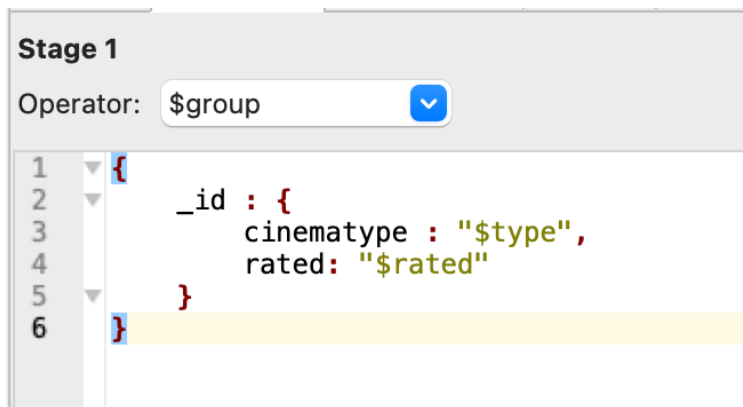 Stage 1
Operator: $group
1 {
2 _id : {
3 cinematype : "$type",
4 rated: "$rated"
5 }
6 }